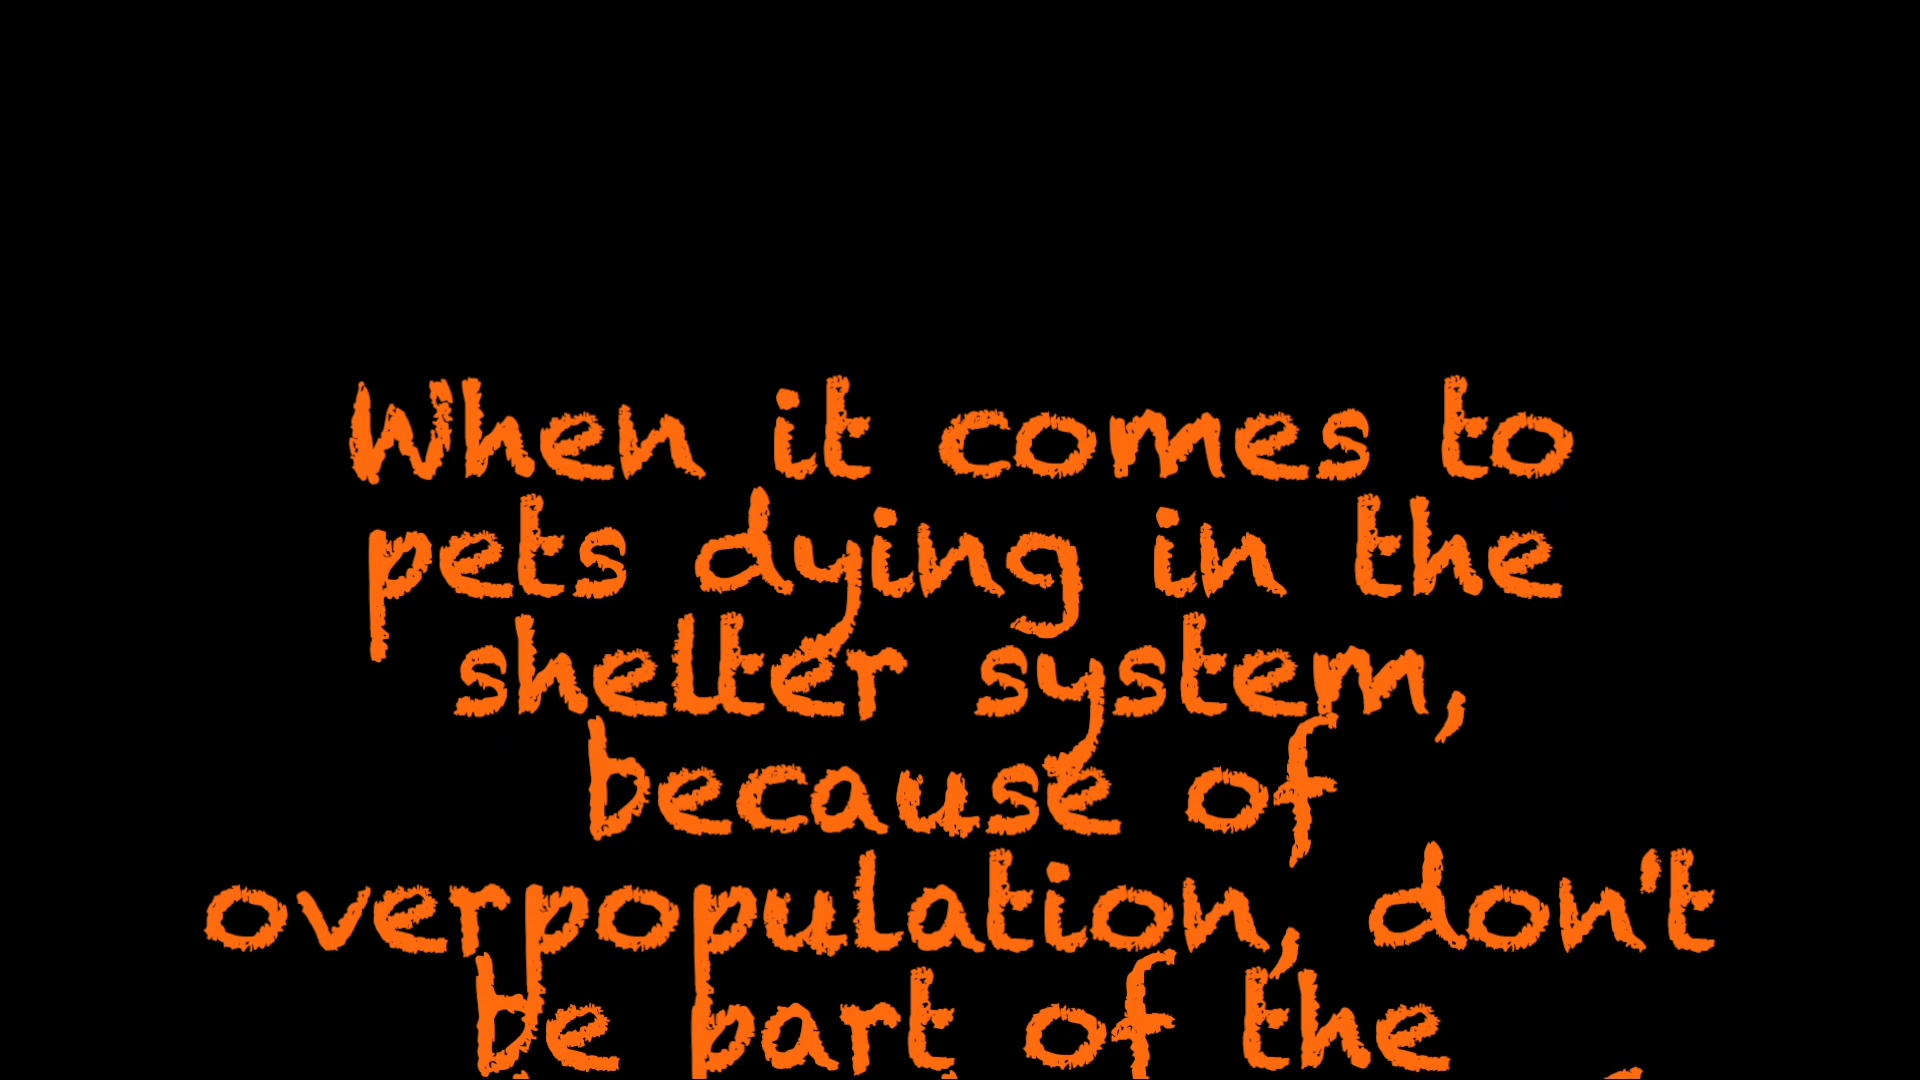 When it comes to
pets dying in the
shelter system,
because of
overpopulation, don't
be part of the